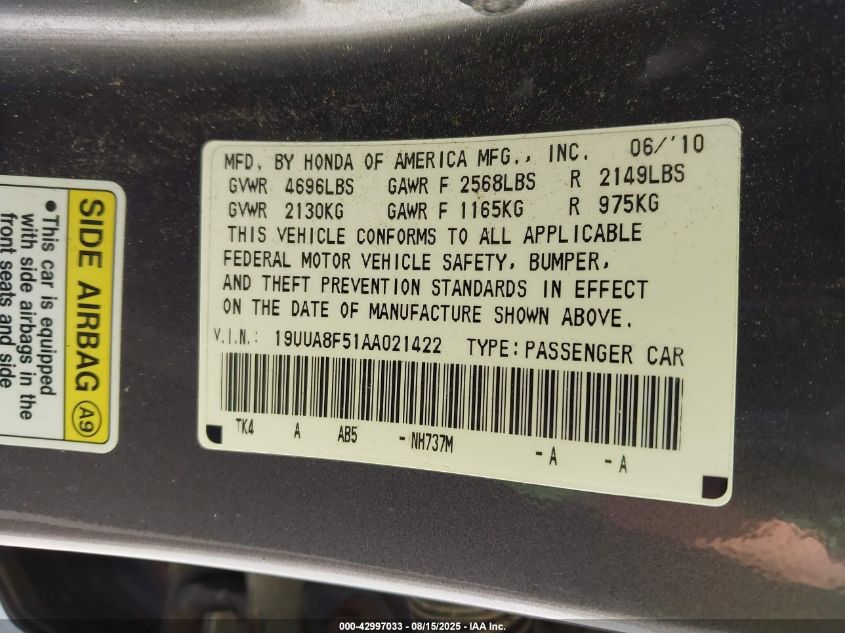 MFD. BY HONDA OF AMERICA MFG., INC. 06/'10
GVWR 4696LBS GAWR F 2568LBS R 2149LBS
GVWR 2130KG GAWR F 1165KG R 975KG
THIS VEHICLE CONFORMS TO ALL APPLICABLE
FEDERAL MOTOR VEHICLE SAFETY, BUMPER,
AND THEFT PREVENTION STANDARDS IN EFFECT
ON THE DATE OF MANUFACTURE SHOWN ABOVE.
V.I.N.: 19UUA8F51AA021422 TYPE:PASSENGER CAR
TK4 A AB5 - NH737M - A - A
SIDE AIRBAG A9
●This car is equipped
with side airbags in the
front seats and side
000-42997033 - 08/15/2025 - IAA Inc.